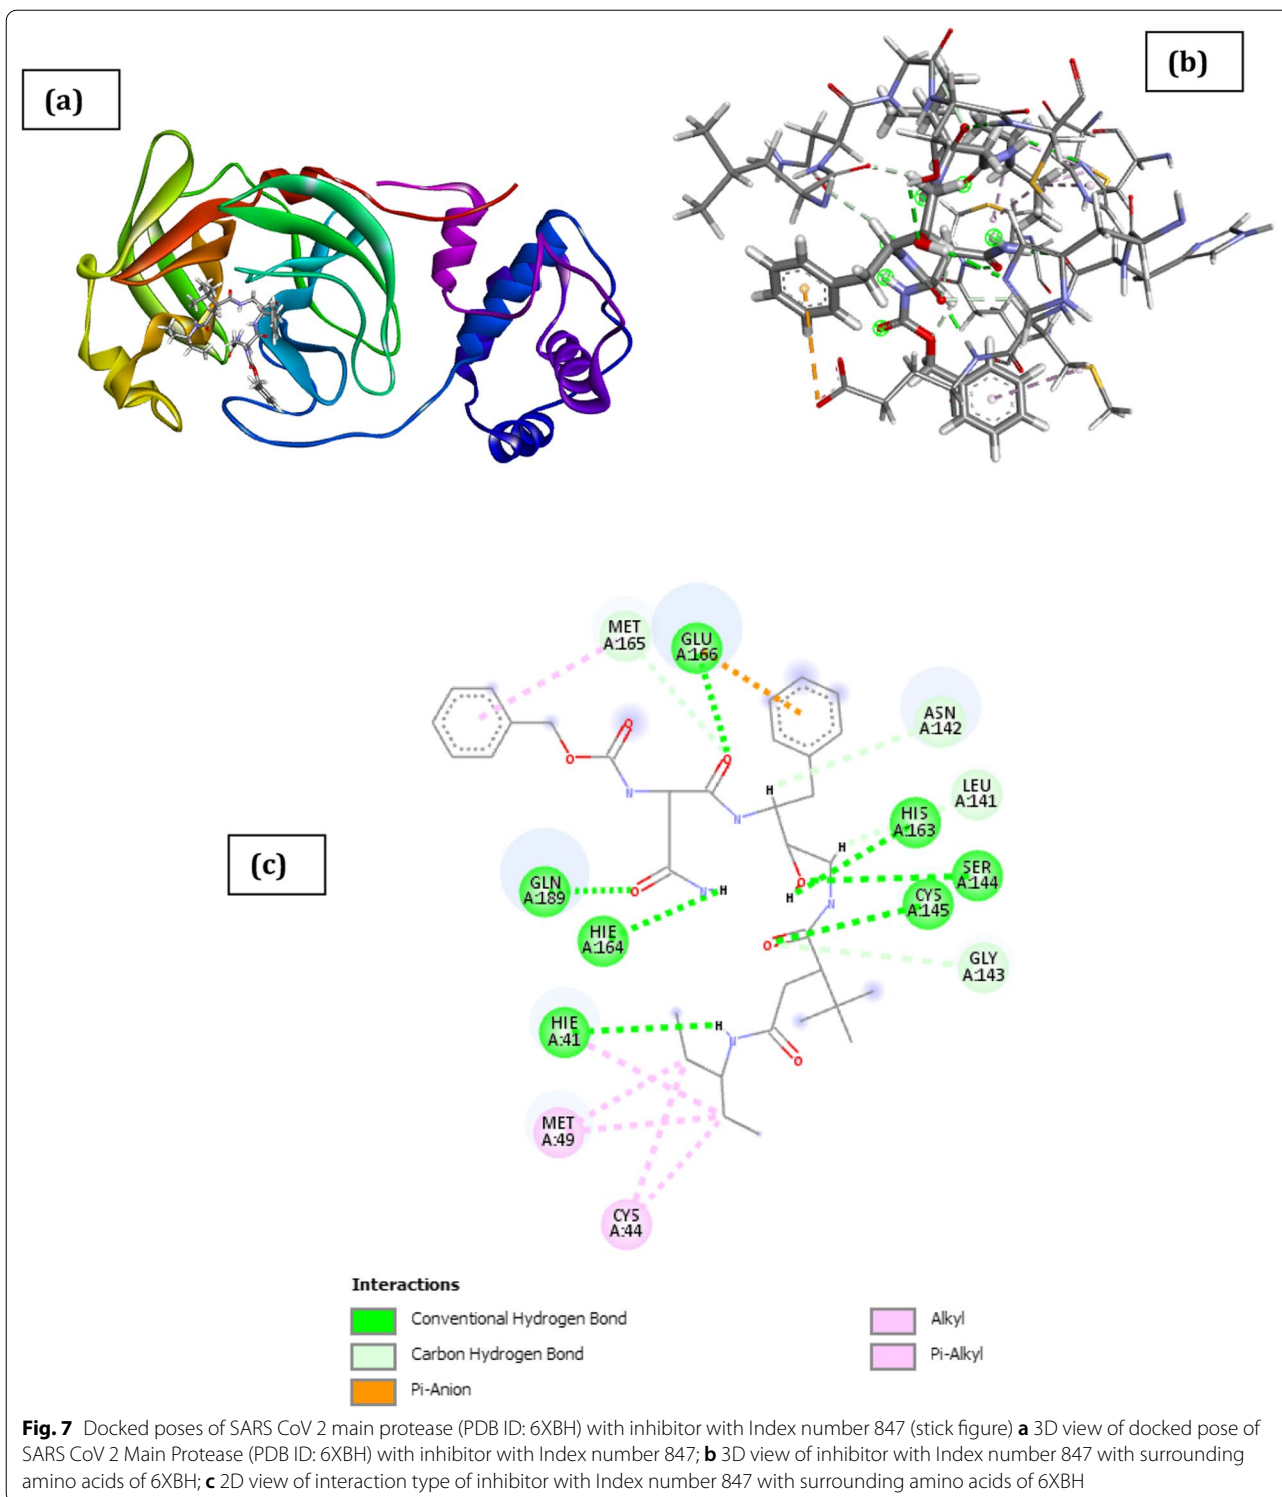 (a)
(b)
MET
A:165
GLU
A:166
ASN
A:142
LEU
A:141
HIS
A:163
SER
A:144
CYS
A:145
GLY
A:143
GLN
A:189
HIE
A:164
(c)
HIE
A:41
MET
A:49
CYS
A:44
O
O
N
O
N
H
O
N
H
O
H
H
N
O
H
N
O
Interactions
Conventional Hydrogen Bond
Carbon Hydrogen Bond
Pi-Anion
Alkyl
Pi-Alkyl
Fig. 7 Docked poses of SARS CoV 2 main protease (PDB ID: 6XBH) with inhibitor with Index number 847 (stick figure) a 3D view of docked pose of
SARS CoV 2 Main Protease (PDB ID: 6XBH) with inhibitor with Index number 847; b 3D view of inhibitor with Index number 847 with surrounding
amino acids of 6XBH; c 2D view of interaction type of inhibitor with Index number 847 with surrounding amino acids of 6XBH